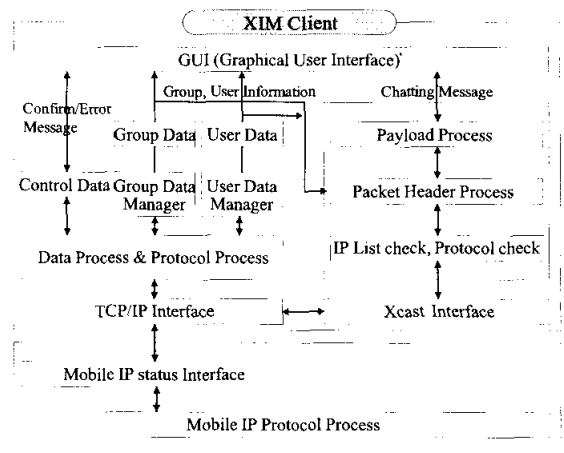 XIM Client
GUI (Graphical User Interface)
Group, User Information
Chatting Message
Confirm/Error
Message
Group Data
User Data
Payload Process
Control Data
Group Data
Manager
User Data
Manager
Packet Header Process
Data Process & Protocol Process
IP List check, Protocol check
TCP/IP Interface
Xcast Interface
Mobile IP status Interface
Mobile IP Protocol Process